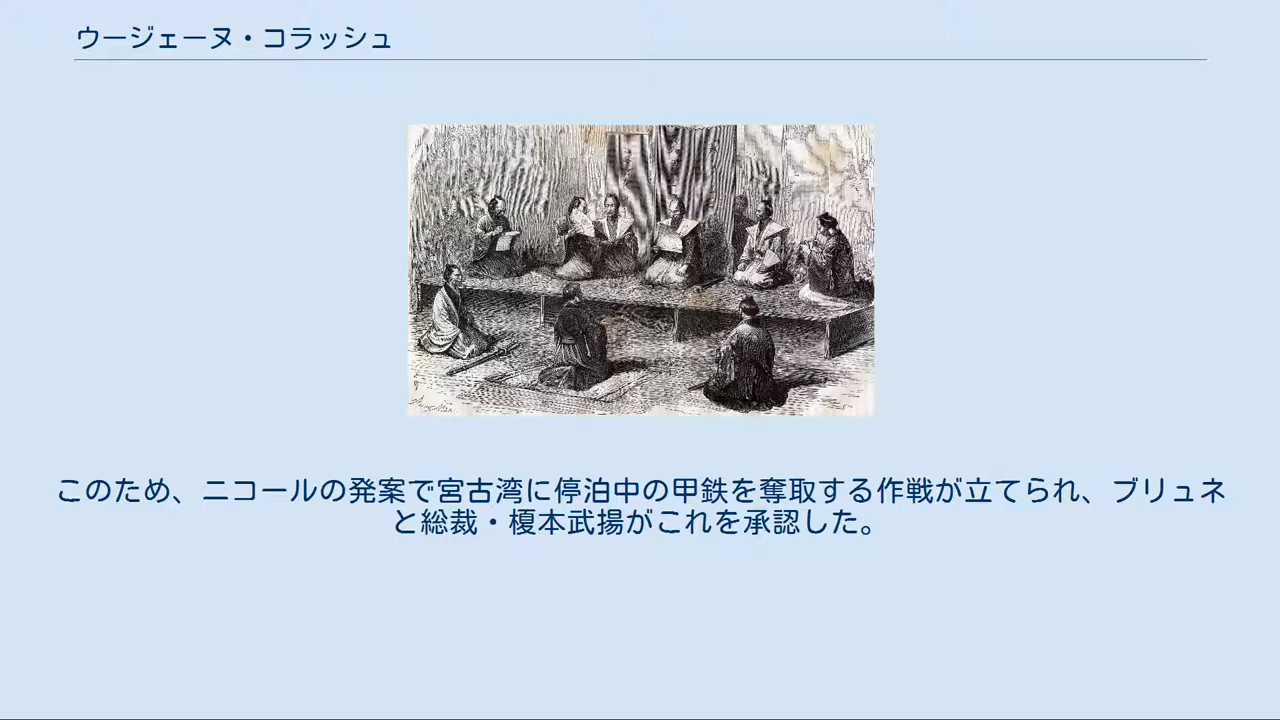 ウージェーヌ・コラッシュ
このため、ニコールの発案で宮古湾に停泊中の甲鉄を奪取する作戦が立てられ、ブリュネ
と総裁・榎本武揚がこれを承認した。